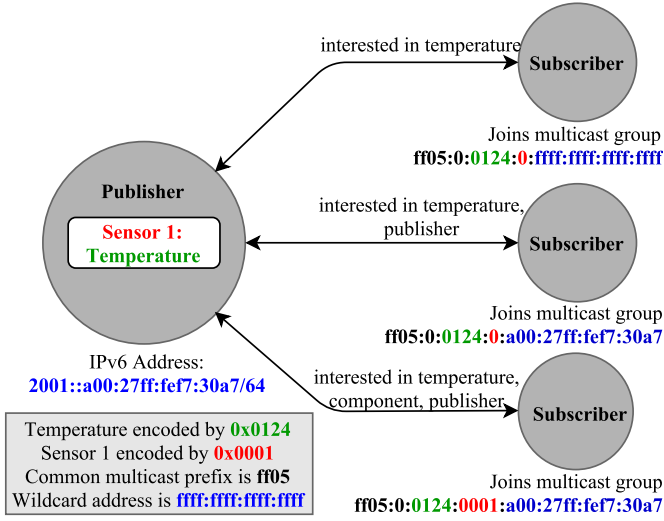 interested in temperature
Subscriber
Joins multicast group
ff05:0:0124:0:ffff:ffff:ffff:ffff
Publisher
Sensor 1:
Temperature
interested in temperature,
publisher
Subscriber
Joins multicast group
ff05:0:0124:0:a00:27ff:fef7:30a7
IPv6 Address:
2001::a00:27ff:fef7:30a7/64
interested in temperature,
component, publisher
Subscriber
Joins multicast group
ff05:0:0124:0001:a00:27ff:fef7:30a7
Temperature encoded by 0x0124
Sensor 1 encoded by 0x0001
Common multicast prefix is ff05
Wildcard address is ffff:ffff:ffff:ffff